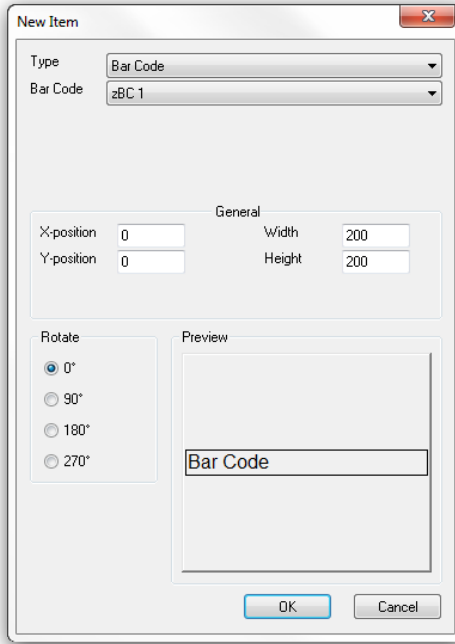 New Item
Type Bar Code
Bar Code zBC 1
General
X-position 0 Width 200
Y-position 0 Height 200
Rotate Preview
0°
90°
180°
270°
Bar Code
OK Cancel